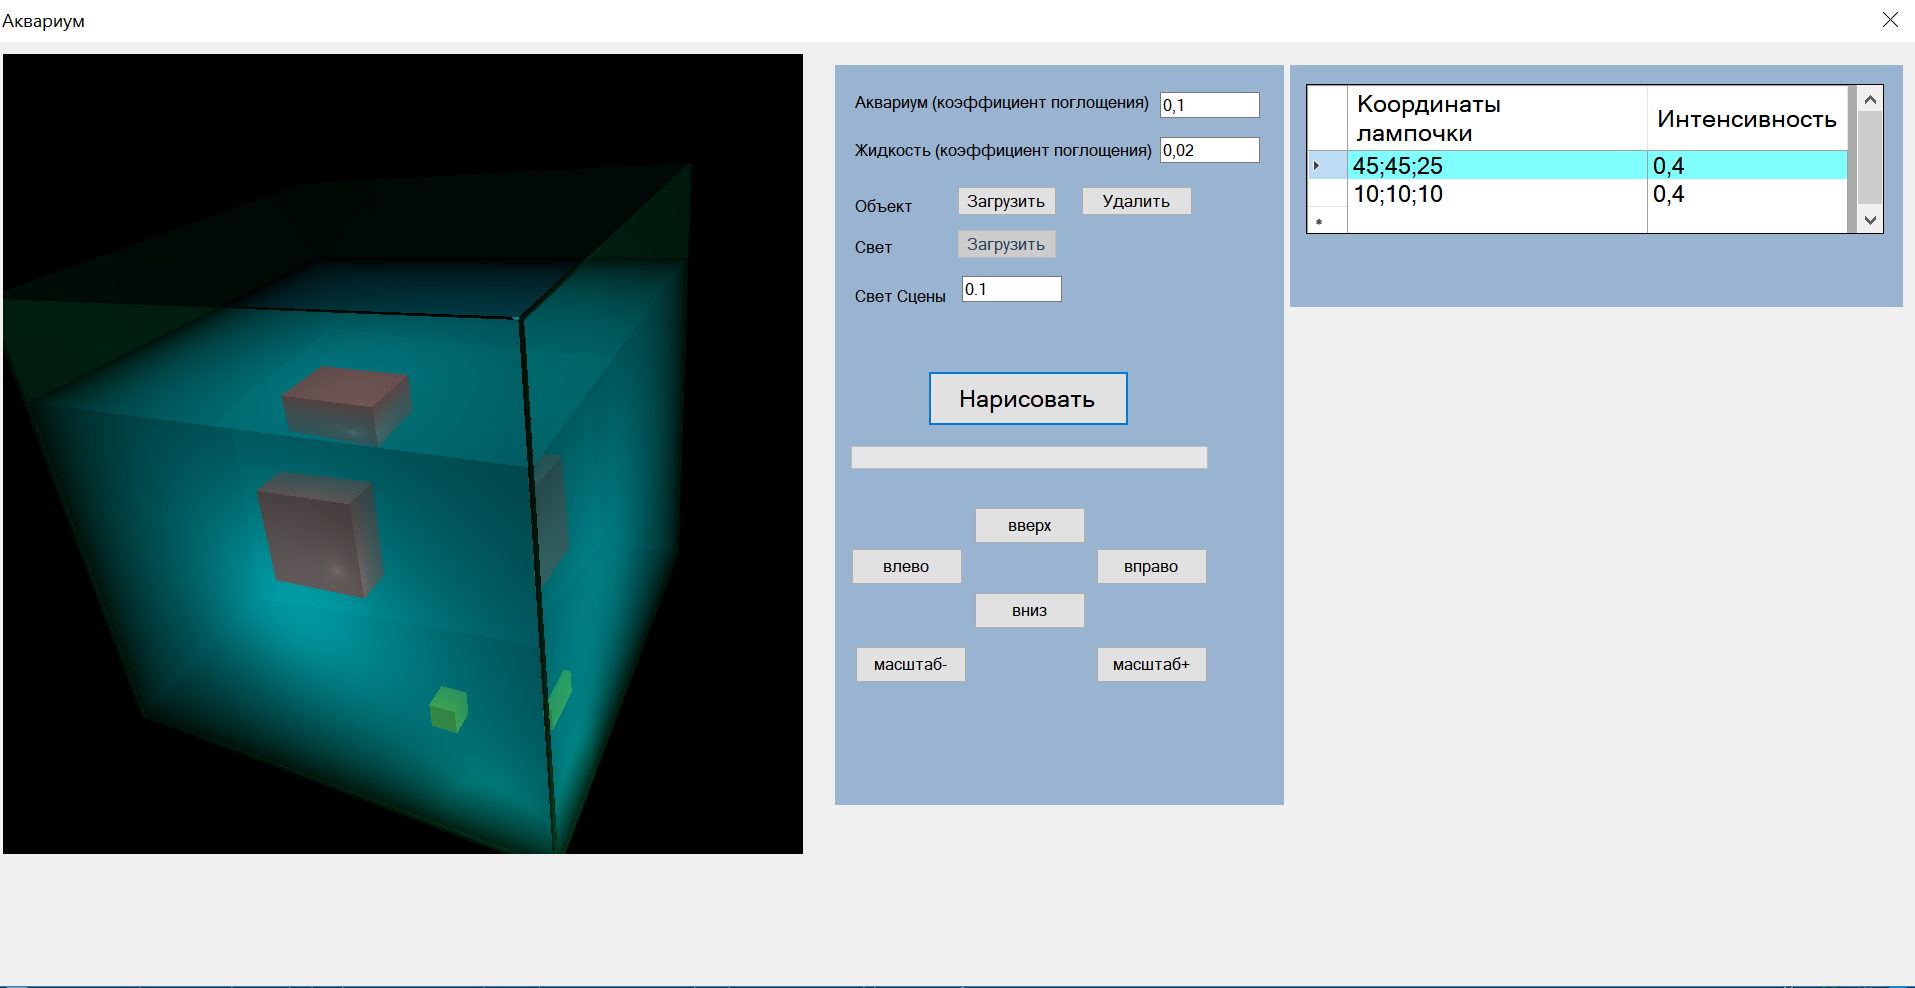 Аквариум
Аквариум (коэффициент поглощения) 0,1
Жидкость (коэффициент поглощения) 0,02
Объект Загрузить Удалить
Свет Загрузить
Свет Сцены 0.1
Нарисовать
вверх
влево вправо
вниз
масштаб- масштаб+
Координаты
лампочки
Интенсивность
45;45;25 0,4
10;10;10 0,4